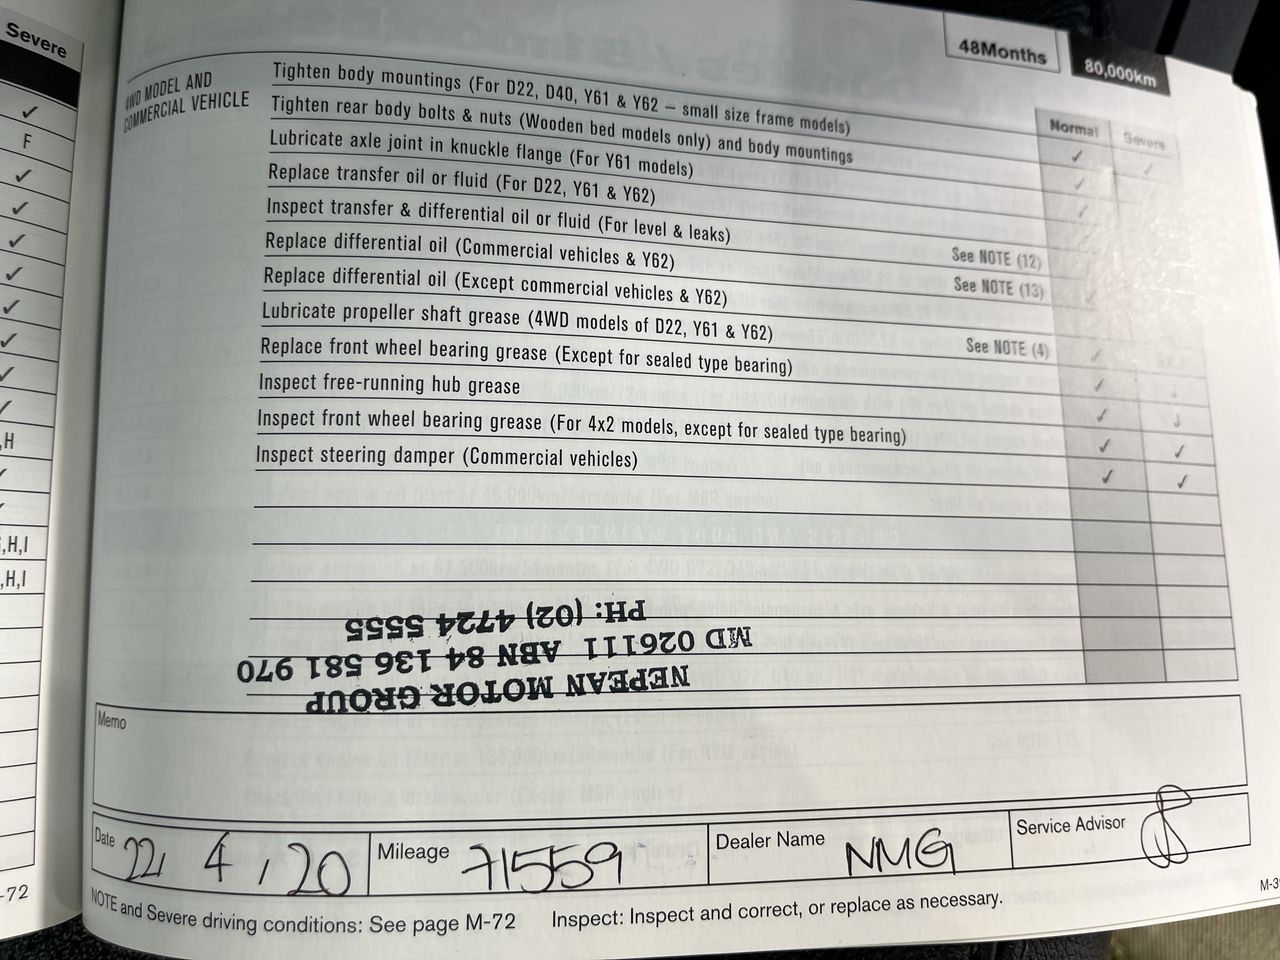 Severe
✓
F
✓
✓
✓
✓
✓
✓
✓
✓
,H
,H,I
,H,I
-72
48Months
80,000km
4WD MODEL AND
COMMERCIAL VEHICLE
Normal Severe
Tighten body mountings (For D22, D40, Y61 & Y62 – small size frame models) ✓ ✓
Tighten rear body bolts & nuts (Wooden bed models only) and body mountings ✓
Lubricate axle joint in knuckle flange (For Y61 models) ✓
Replace transfer oil or fluid (For D22, Y61 & Y62)
Inspect transfer & differential oil or fluid (For level & leaks)
Replace differential oil (Commercial vehicles & Y62) See NOTE (12)
Replace differential oil (Except commercial vehicles & Y62) See NOTE (13)
Lubricate propeller shaft grease (4WD models of D22, Y61 & Y62) See NOTE (4) ✓
Replace front wheel bearing grease (Except for sealed type bearing) ✓ ✓
Inspect free-running hub grease ✓ ✓
Inspect front wheel bearing grease (For 4x2 models, except for sealed type bearing) ✓ ✓
Inspect steering damper (Commercial vehicles) ✓ ✓
NEPEAN MOTOR GROUP
MD 026111 ABN 84 136 581 970
PH: (02) 4724 5555
Memo
Date 22/ 4 / 20 Mileage 71559 Dealer Name NMG Service Advisor
NOTE and Severe driving conditions: See page M-72 Inspect: Inspect and correct, or replace as necessary.